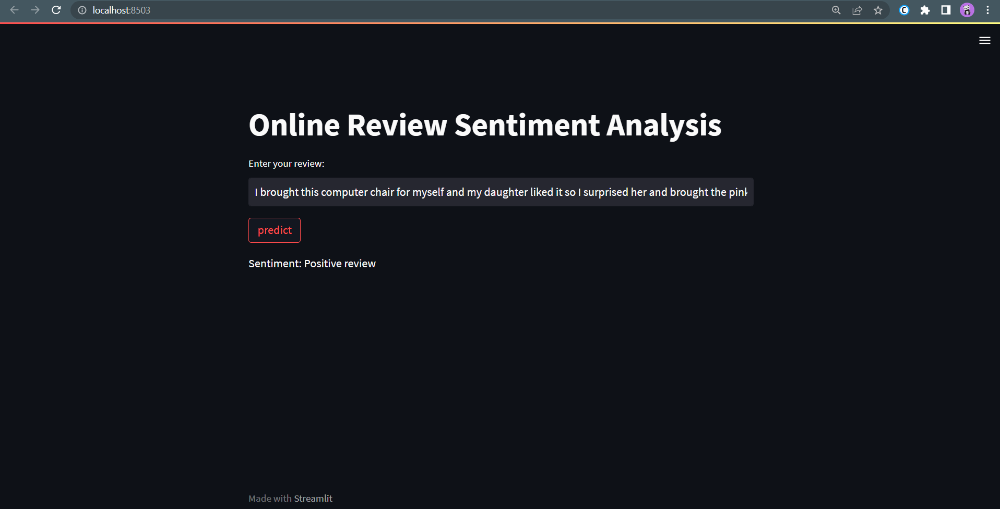 localhost:8503
Online Review Sentiment Analysis
Enter your review:
I brought this computer chair for myself and my daughter liked it so I surprised her and brought the pink
predict
Sentiment: Positive review
Made with Streamlit